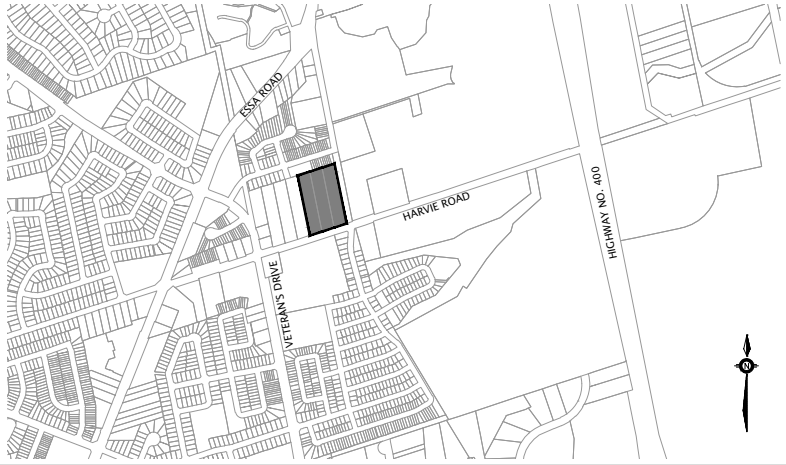 ESSA ROAD
HARVIE ROAD
HIGHWAY NO. 400
VETERAN'S DRIVE
N